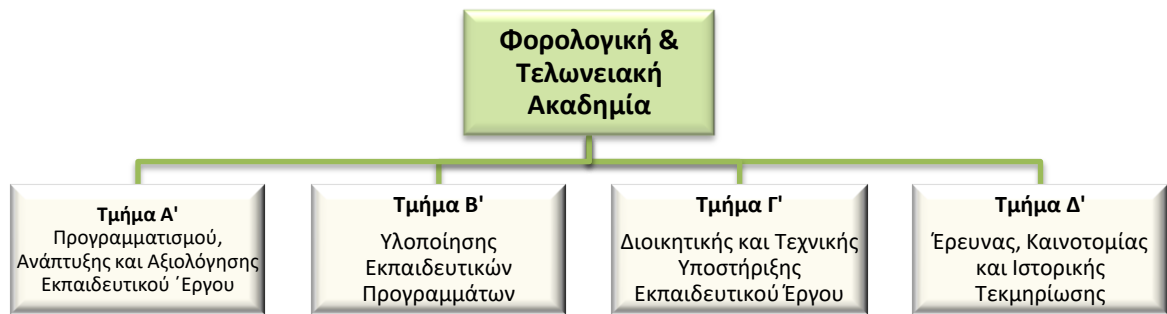 Φορολογική &
Τελωνειακή
Ακαδημία
Τμήμα Α'
Προγραμματισμού,
Ανάπτυξης και Αξιολόγησης
Εκπαιδευτικού ΄Εργου
Τμήμα Β'
Υλοποίησης
Εκπαιδευτικών
Προγραμμάτων
Τμήμα Γ'
Διοικητικής και Τεχνικής
Υποστήριξης
Εκπαιδευτικού Έργου
Τμήμα Δ'
Έρευνας, Καινοτομίας
και Ιστορικής
Τεκμηρίωσης